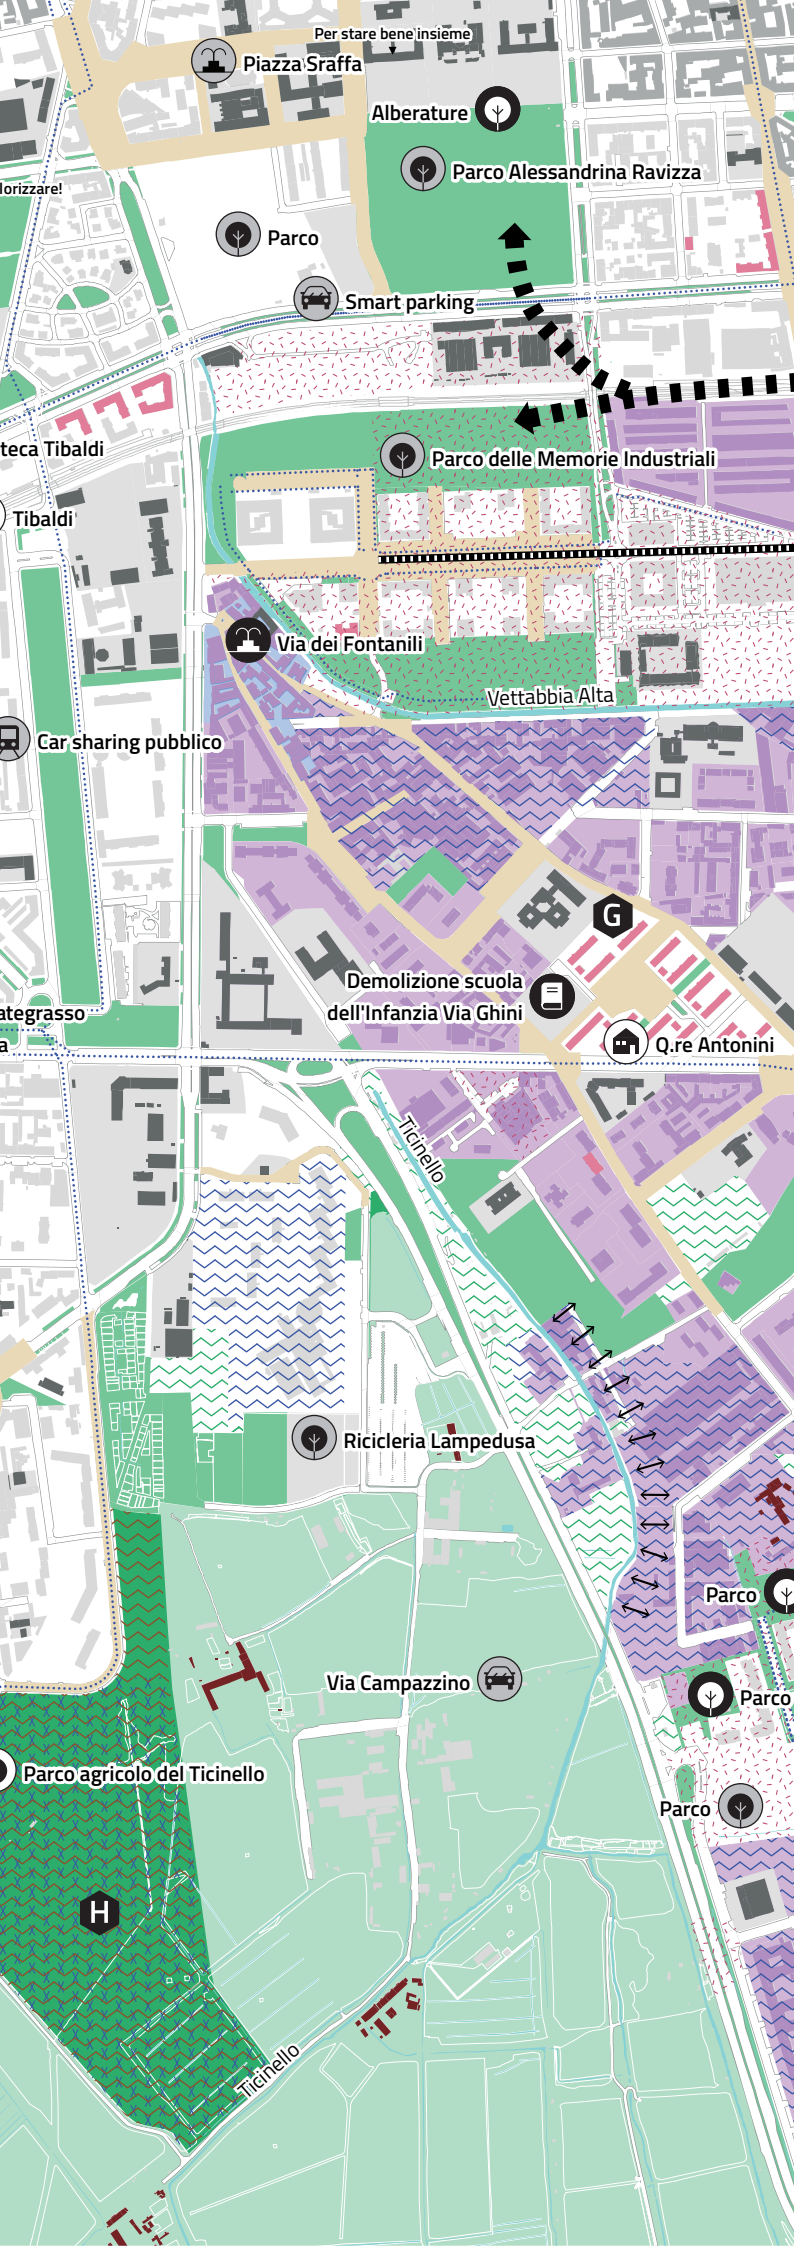 Per stare bene insieme
Piazza Sraffa
Alberature
Parco Alessandrina Ravizza
lorizzare!
Parco
Smart parking
teca Tibaldi
Parco delle Memorie Industriali
Tibaldi
Via dei Fontanili
Vettabbia Alta
Car sharing pubblico
G
Demolizione scuola
dell'Infanzia Via Ghini
ategrasso
a
Q.re Antonini
Ticinello
Ricicleria Lampedusa
Parco
Via Campazzino
Parco
Parco agricolo del Ticinello
Parco
H
Ticinello